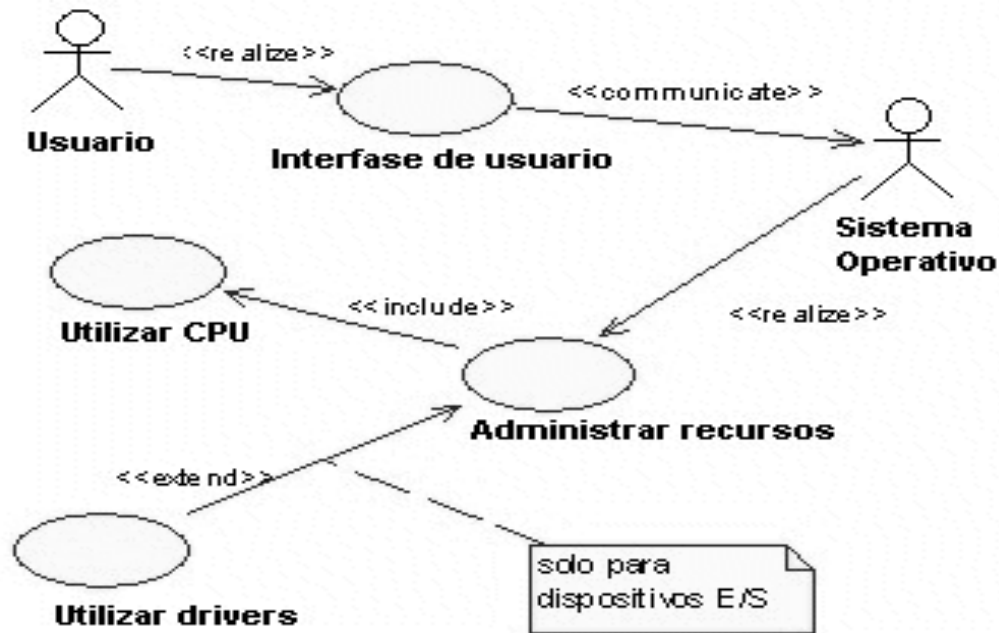 <<realize>>
Usuario
Interfase de usuario
<<communicate>>
Sistema
Operativo
Utilizar CPU
<<include>>
<<realize>>
Administrar recursos
<<extend>>
Utilizar drivers
solo para
dispositivos E/S